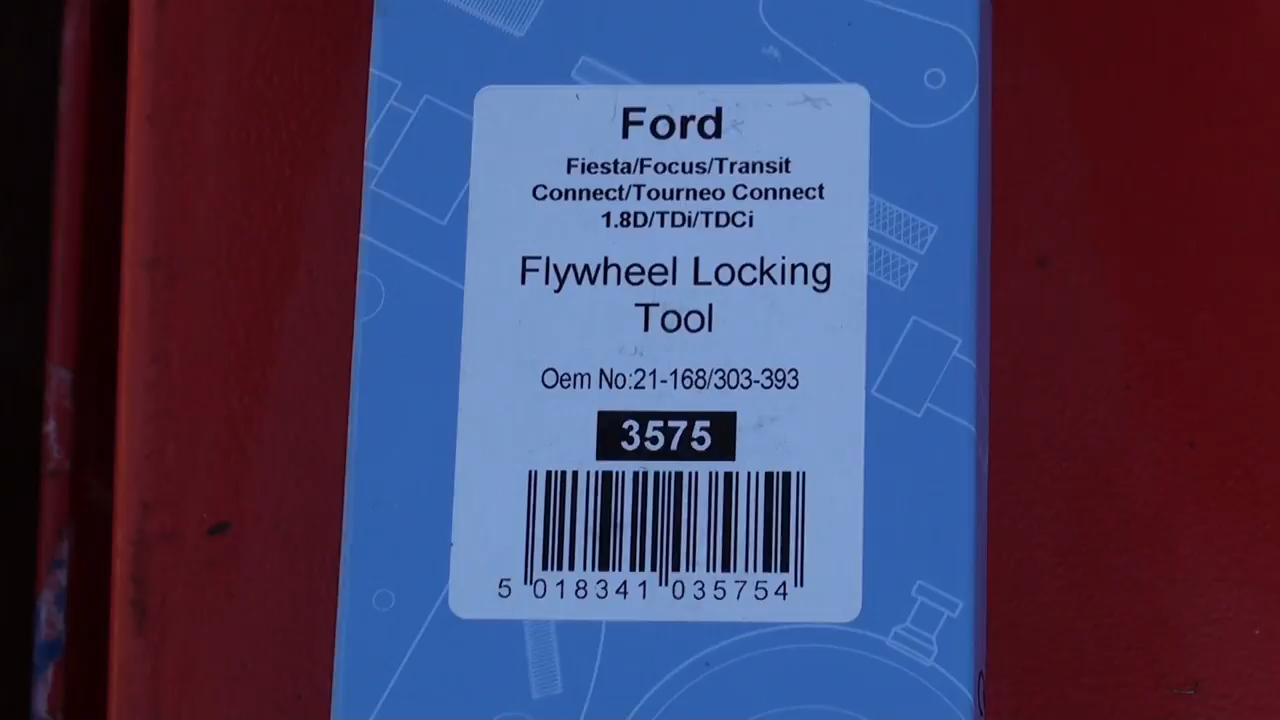 Ford
Fiesta/Focus/Transit
Connect/Tourneo Connect
1.8D/TDi/TDCi
Flywheel Locking
Tool
Oem No:21-168/303-393
3575
5 018341 035754